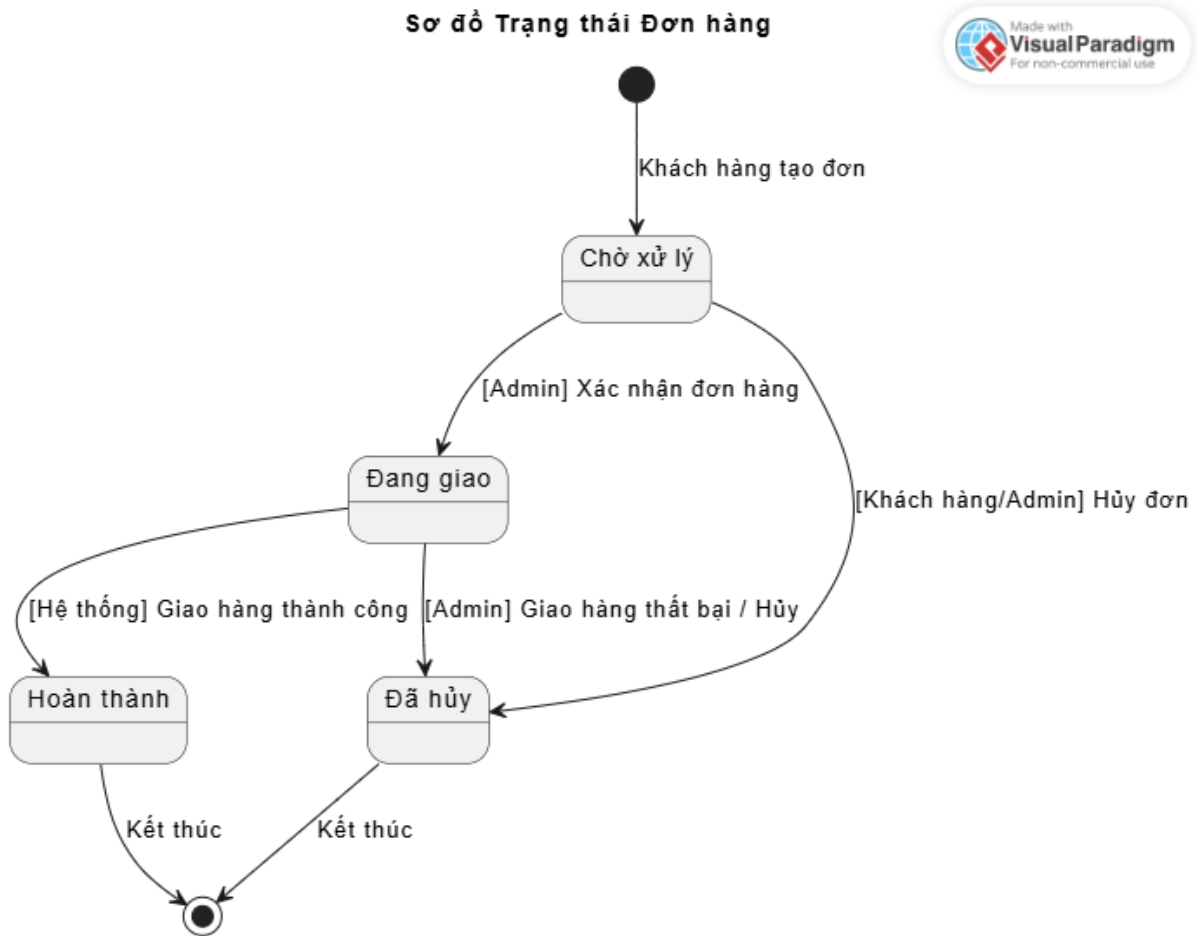 Sơ đồ Trạng thái Đơn hàng
Made with
Visual Paradigm
For non-commercial use
Khách hàng tạo đơn
Chờ xử lý
[Admin] Xác nhận đơn hàng
Đang giao
[Khách hàng/Admin] Hủy đơn
[Hệ thống] Giao hàng thành công
[Admin] Giao hàng thất bại / Hủy
Hoàn thành
Đã hủy
Kết thúc
Kết thúc